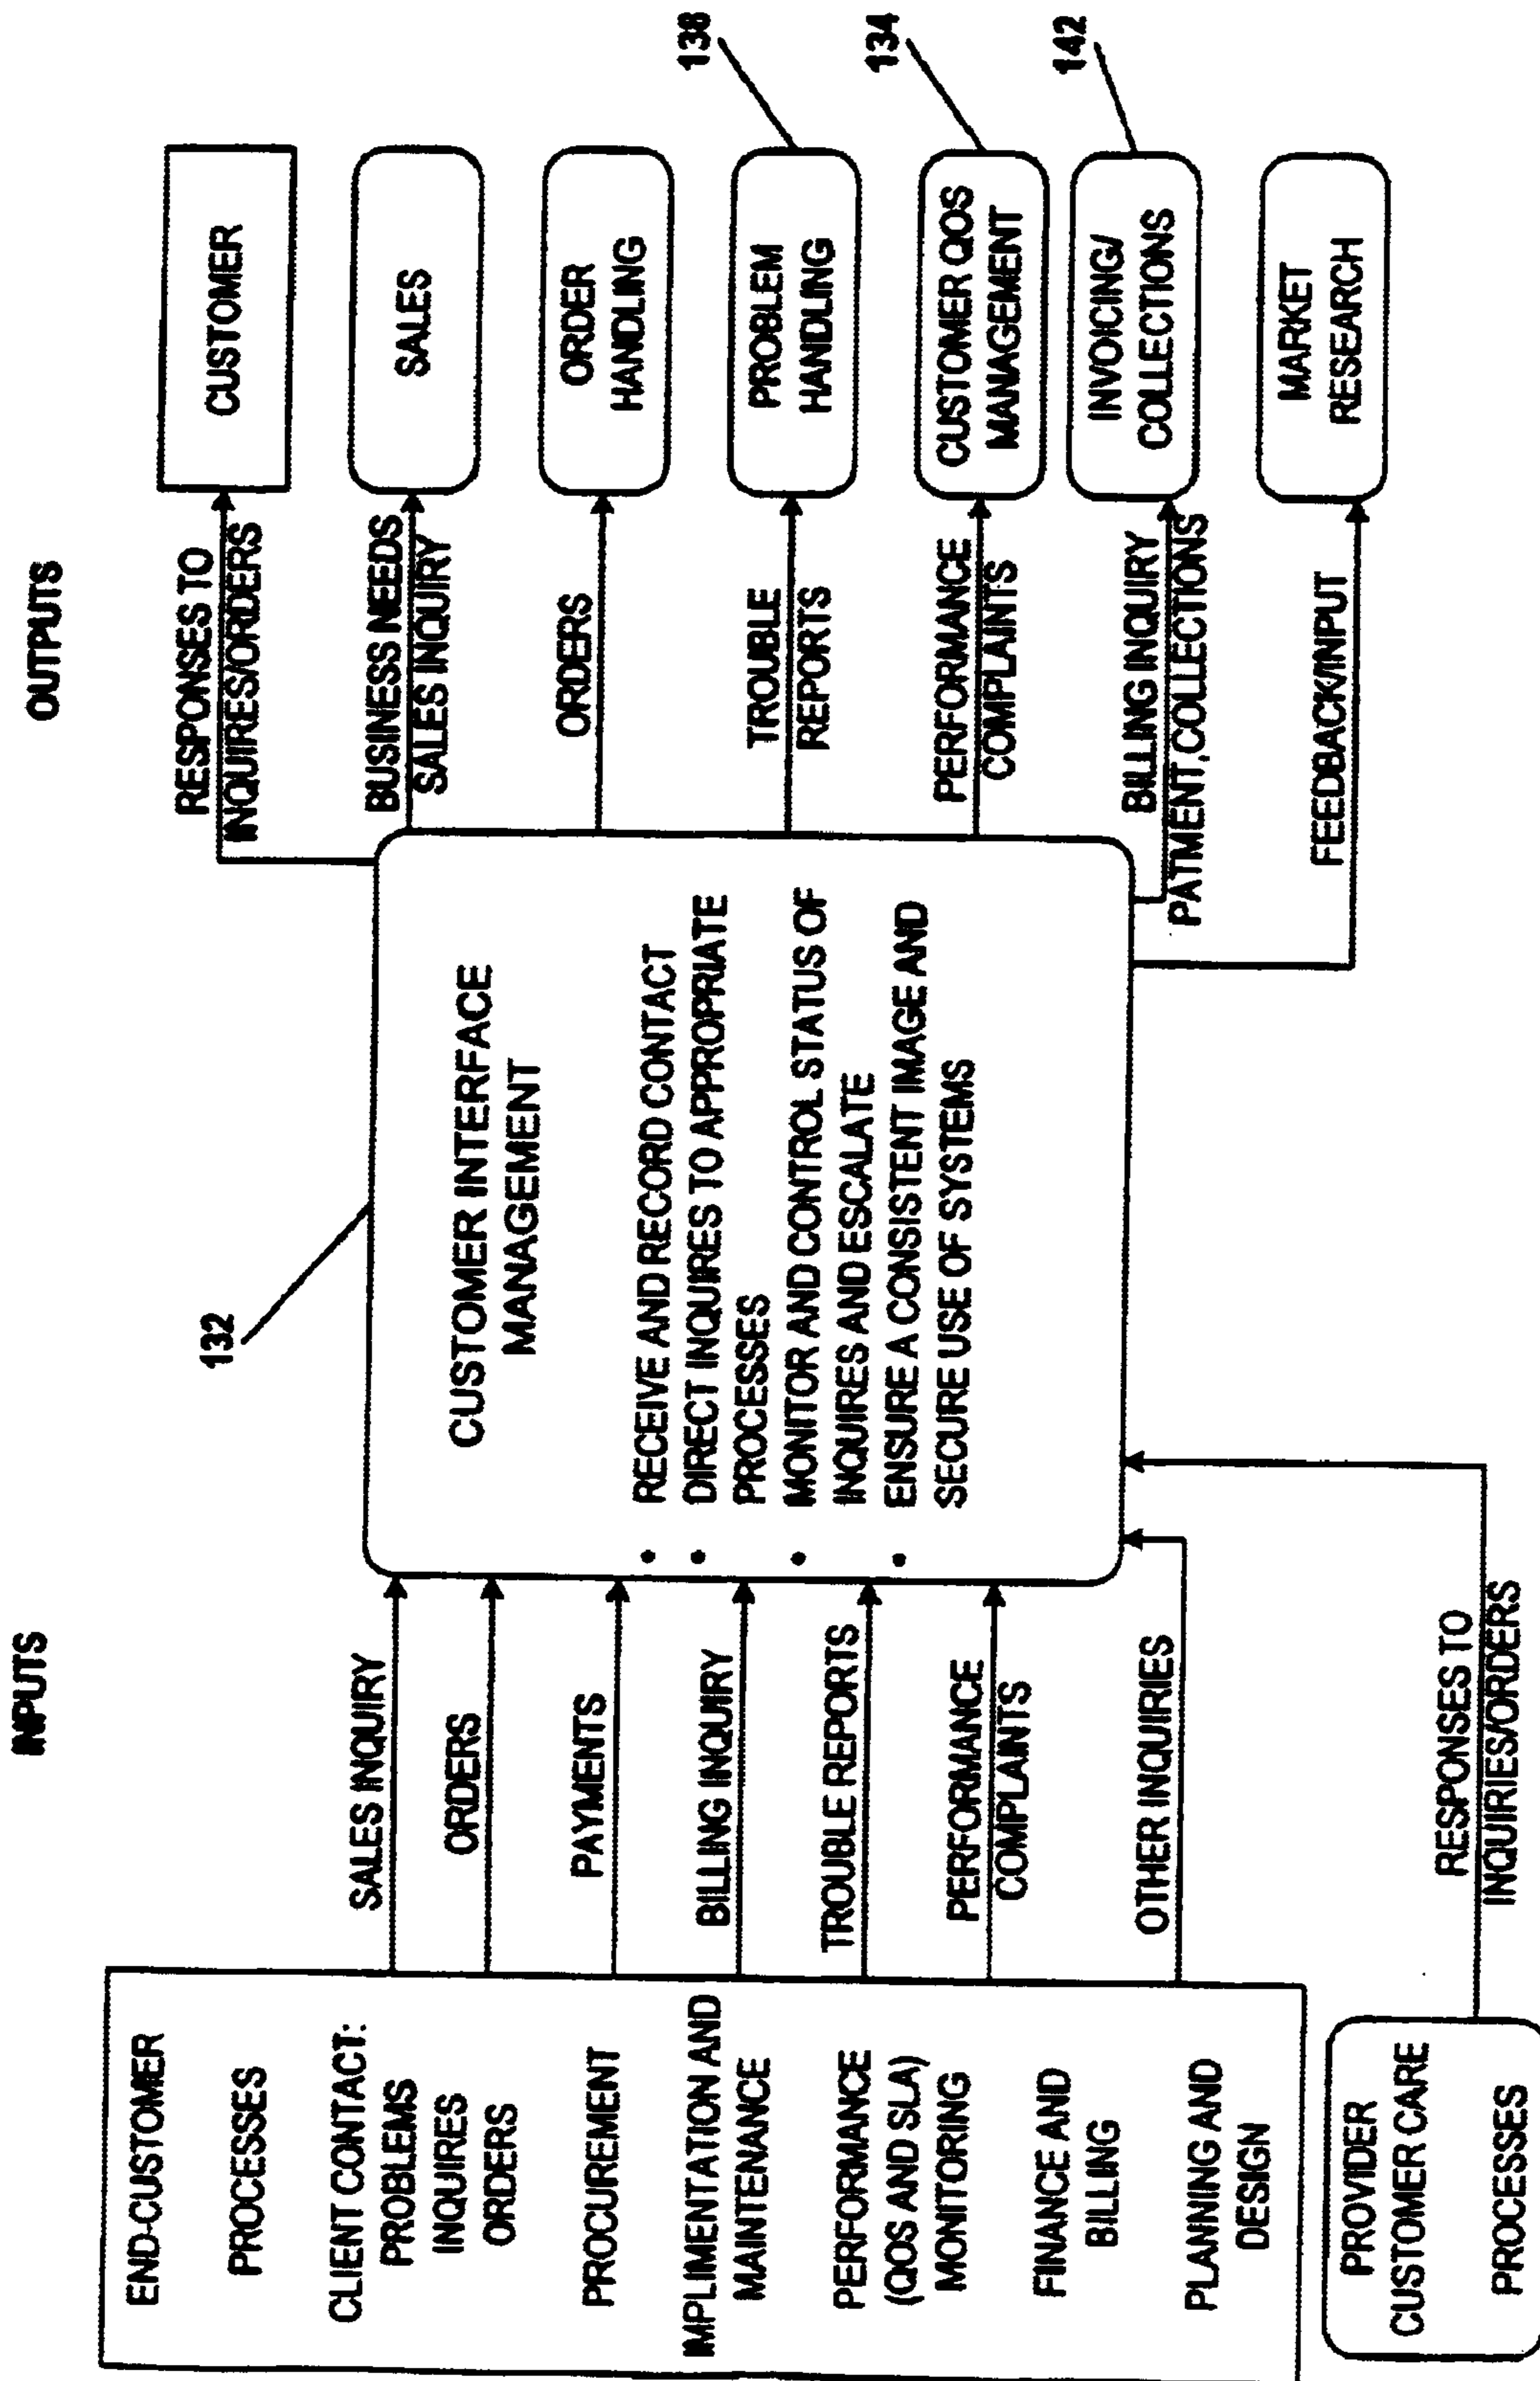 INPUTS
OUTPUTS
END-CUSTOMER
PROCESSES
CLIENT CONTACT:
PROBLEMS
INQUIRES
ORDERS
PROCUREMENT
IMPLIMENTATION AND
MAINTENANCE
PERFORMANCE
(QOS AND SLA)
MONITORING
FINANCE AND
BILLING
PLANNING AND
DESIGN
PROVIDER
CUSTOMER CARE
PROCESSES
SALES INQUIRY
ORDERS
PAYMENTS
BILLING INQUIRY
TROUBLE REPORTS
PERFORMANCE
COMPLAINTS
OTHER INQUIRIES
RESPONSES TO
INQUIRIES/ORDERS
132
CUSTOMER INTERFACE
MANAGEMENT
• RECEIVE AND RECORD CONTACT
• DIRECT INQUIRES TO APPROPRIATE
PROCESSES
• MONITOR AND CONTROL STATUS OF
INQUIRES AND ESCALATE
• ENSURE A CONSISTENT IMAGE AND
SECURE USE OF SYSTEMS
RESPONSES TO
INQUIRES/ORDERS
BUSINESS NEEDS
SALES INQUIRY
ORDERS
TROUBLE
REPORTS
PERFORMANCE
COMPLAINTS
BILLING INQUIRY
PATMENT,COLLECTIONS
FEEDBACK/INPUT
CUSTOMER
SALES
ORDER
HANDLING
PROBLEM
HANDLING
138
CUSTOMER QOS
MANAGEMENT
134
INVOICING/
COLLECTIONS
142
MARKET
RESEARCH